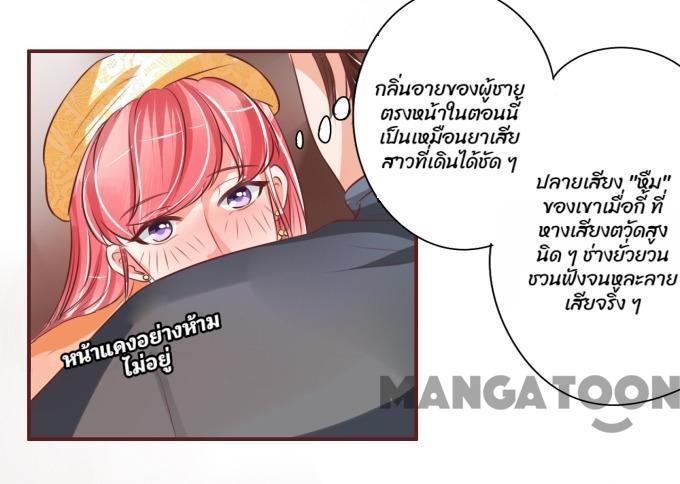 กลิ่นอายของผู้ชาย
ตรงหน้าในตอนนี้
เป็นเหมือนยาเสีย
สาวที่เดินได้ชัด ๆ
ปลายเสียง "หืม"
ของเขาเมื่อกี้ ที่
หางเสียงตวัดสูง
นิด ๆ ช่างยั่วยวน
ชวนฟังจนหูละลาย
เสียจริง ๆ
หน้าแดงอย่างห้าม
ไม่อยู่
MANGATOON